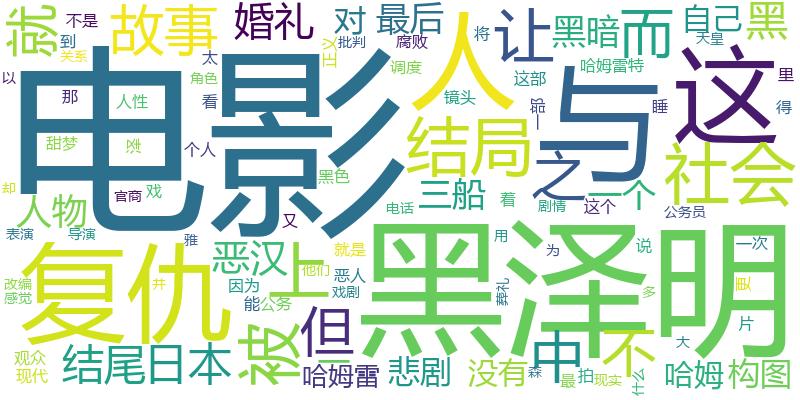 就
不是
到
关系
故事
婚礼
对
最后
批判
正义
腐败
将
让
黑暗
而
自己
天皇
黑
以
那
人性
太
角色
看
人
调度
镜头
这部
哈姆雷特
这
里
电影
与
甜梦
恶
个人
结局
但
睡
得
却
官商
戏
黑色
之
社会
人物
三船
着
一个
电话
剧情
这个
公务员
表演
导演
雅
又
就是
用
为
说
一次
复仇
恶汉
上
他们
恶人
黑泽明
改编
感觉
并
因为
戏剧
能
公务
葬礼
多
更
片
被
但
中
不
大
观众
现代
结尾
日本
哈姆雷
悲剧
没有
森
最
拍
现实
什么
哈姆
构图